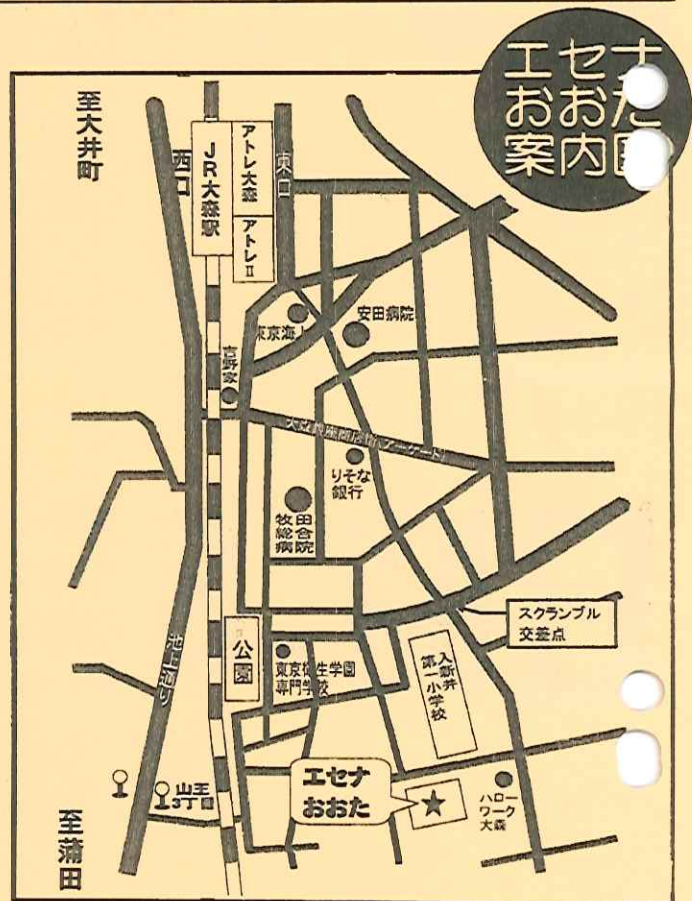 エセナ
おおた
案内図
至大井町
西口
JR大森駅
アトレ大森
アトレⅡ
東口
東京海上
安田病院
吉野家
大森銀座商店街(アーケード)
りそな
銀行
牧田
総合
病院
スクランブル
交差点
公園
東京衛生学園
専門学校
入新井
第一小学校
池上通り
エセナ
おおた
ハロー
ワーク
大森
山王
3丁目
至蒲田